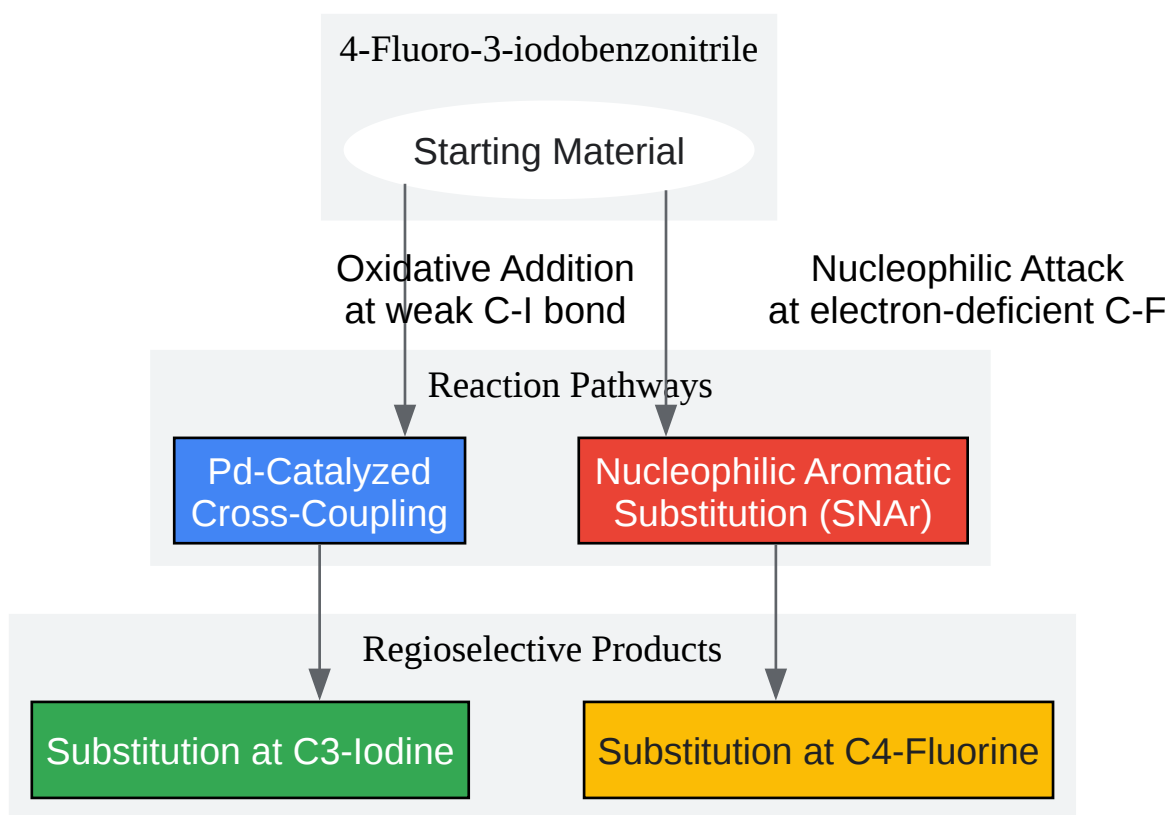 4-Fluoro-3-iodobenzonitrile
Starting Material
Oxidative Addition
at weak C-I bond
Nucleophilic Attack
at electron-deficient C-F
Reaction Pathways
Pd-Catalyzed
Cross-Coupling
Nucleophilic Aromatic
Substitution (SNAr)
Regioselective Products
Substitution at C3-Iodine
Substitution at C4-Fluorine